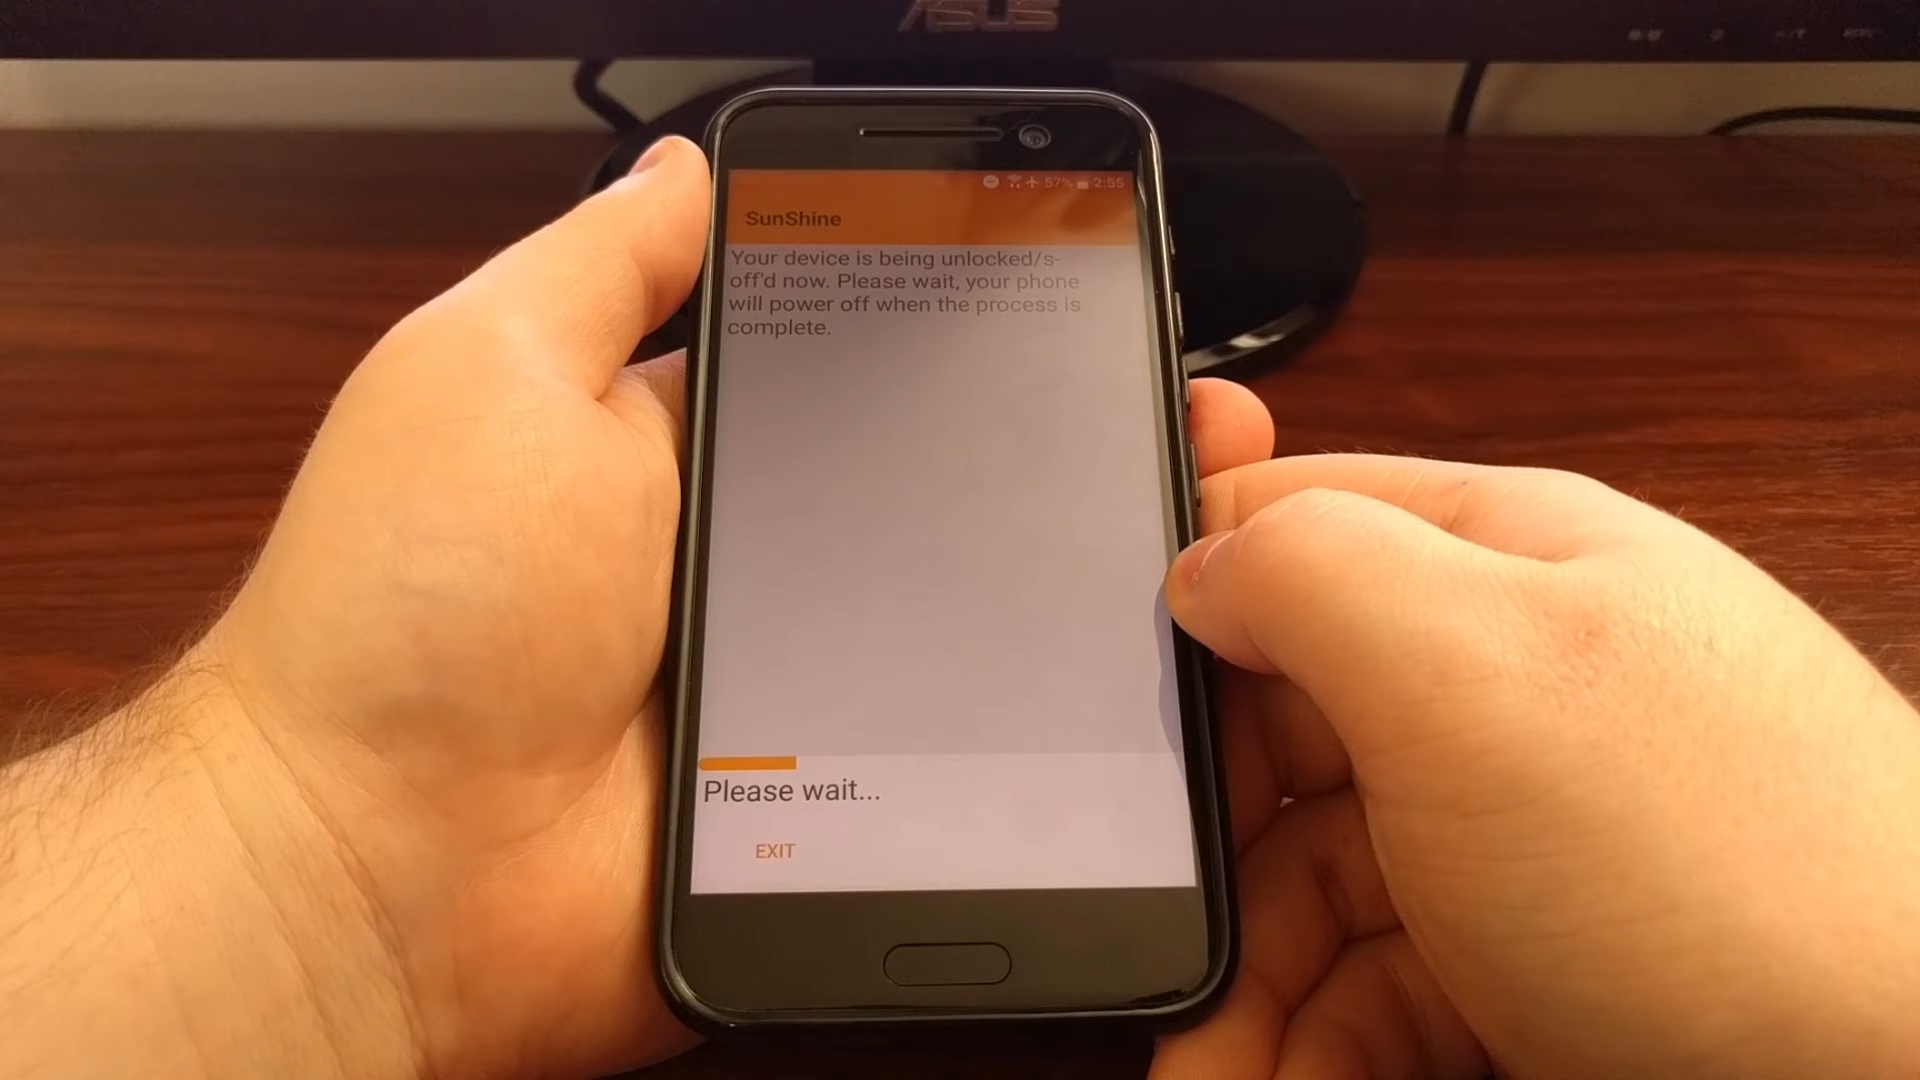 ASUS
57% 2:55
SunShine
Your device is being unlocked/s-
off'd now. Please wait, your phone
will power off when the process is
complete.
Please wait...
EXIT